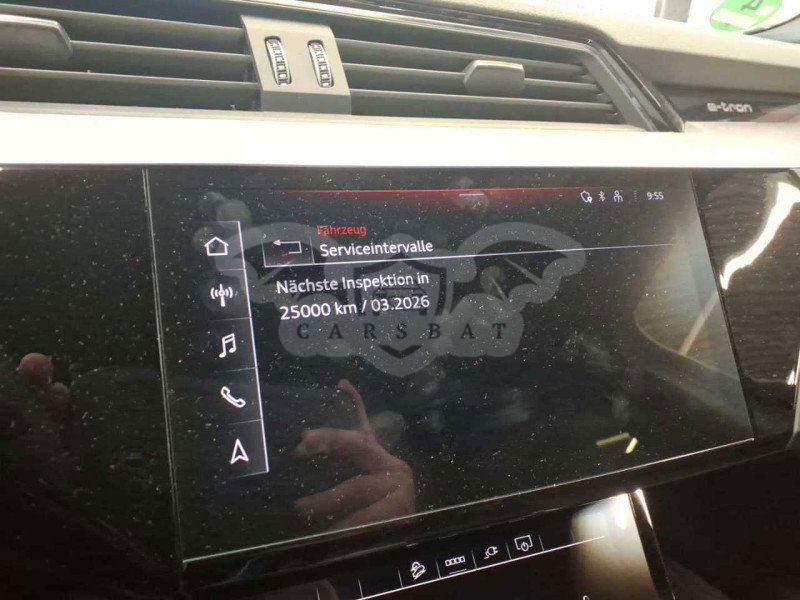 e-tron
9:55
Fahrzeug
Serviceintervalle
Nächste Inspektion in
25000 km / 03.2026
CARSBAT